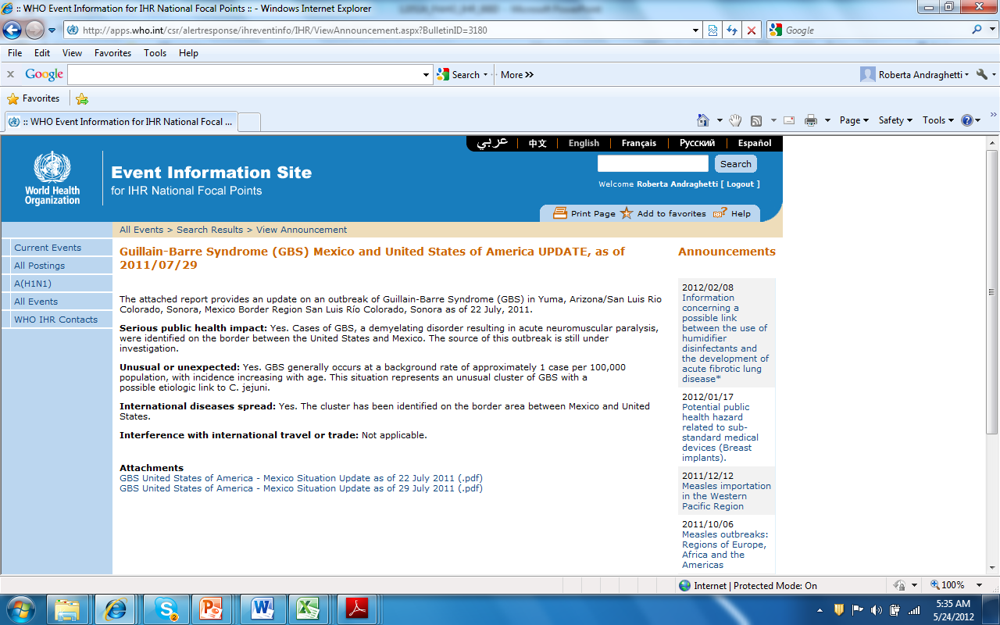 :: WHO Event Information for IHR National Focal Points :: - Windows Internet Explorer
http://apps.who.int/csr/alertresponse/ihreventinfo/IHR/ViewAnnouncement.aspx?BulletinID=3180
Google
File Edit View Favorites Tools Help
x Google Search More »
Roberta Andraghetti
Favorites
:: WHO Event Information for IHR National Focal ...
Page Safety Tools
عربي 中文 English Français Русский Español
World Health
Organization
Event Information Site
for IHR National Focal Points
Search
Welcome Roberta Andraghetti [ Logout ]
Print Page Add to favorites Help
All Events > Search Results > View Announcement
Current Events
All Postings
A(H1N1)
All Events
WHO IHR Contacts
Guillain-Barre Syndrome (GBS) Mexico and United States of America UPDATE, as of
2011/07/29
The attached report provides an update on an outbreak of Guillain-Barre Syndrome (GBS) in Yuma, Arizona/San Luis Rio
Colorado, Sonora, Mexico Border Region San Luis Río Colorado, Sonora as of 22 July, 2011.
Serious public health impact: Yes. Cases of GBS, a demyelating disorder resulting in acute neuromuscular paralysis,
were identified on the border between the United States and Mexico. The source of this outbreak is still under
investigation.
Unusual or unexpected: Yes. GBS generally occurs at a background rate of approximately 1 case per 100,000
population, with incidence increasing with age. This situation represents an unusual cluster of GBS with a
possible etiologic link to C. jejuni.
International diseases spread: Yes. The cluster has been identified on the border area between Mexico and United
States.
Interference with international travel or trade: Not applicable.
Attachments
GBS United States of America - Mexico Situation Update as of 22 July 2011 (.pdf)
GBS United States of America - Mexico Situation Update as of 29 July 2011 (.pdf)
Announcements
2012/02/08
Information
concerning a
possible link
between the use of
humidifier
disinfectants and
the development of
acute fibrotic lung
disease*
2012/01/17
Potential public
health hazard
related to sub-
standard medical
devices (Breast
implants).
2011/12/12
Measles importation
in the Western
Pacific Region
2011/10/06
Measles outbreaks:
Regions of Europe,
Africa and the
Americas
Internet | Protected Mode: On
100%
5:35 AM
5/24/2012